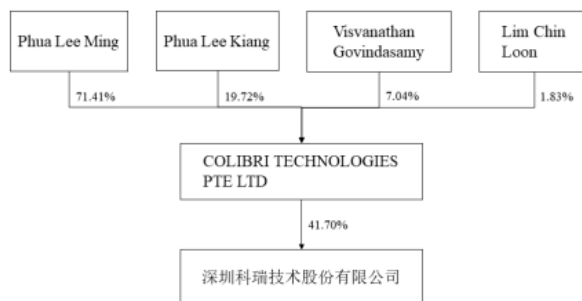 Phua Lee Ming
Phua Lee Kiang
Visvanathan
Govindasamy
Lim Chin
Loon
71.41%
19.72%
7.04%
1.83%
COLIBRI TECHNOLOGIES
PTE LTD
41.70%
深圳科瑞技术股份有限公司